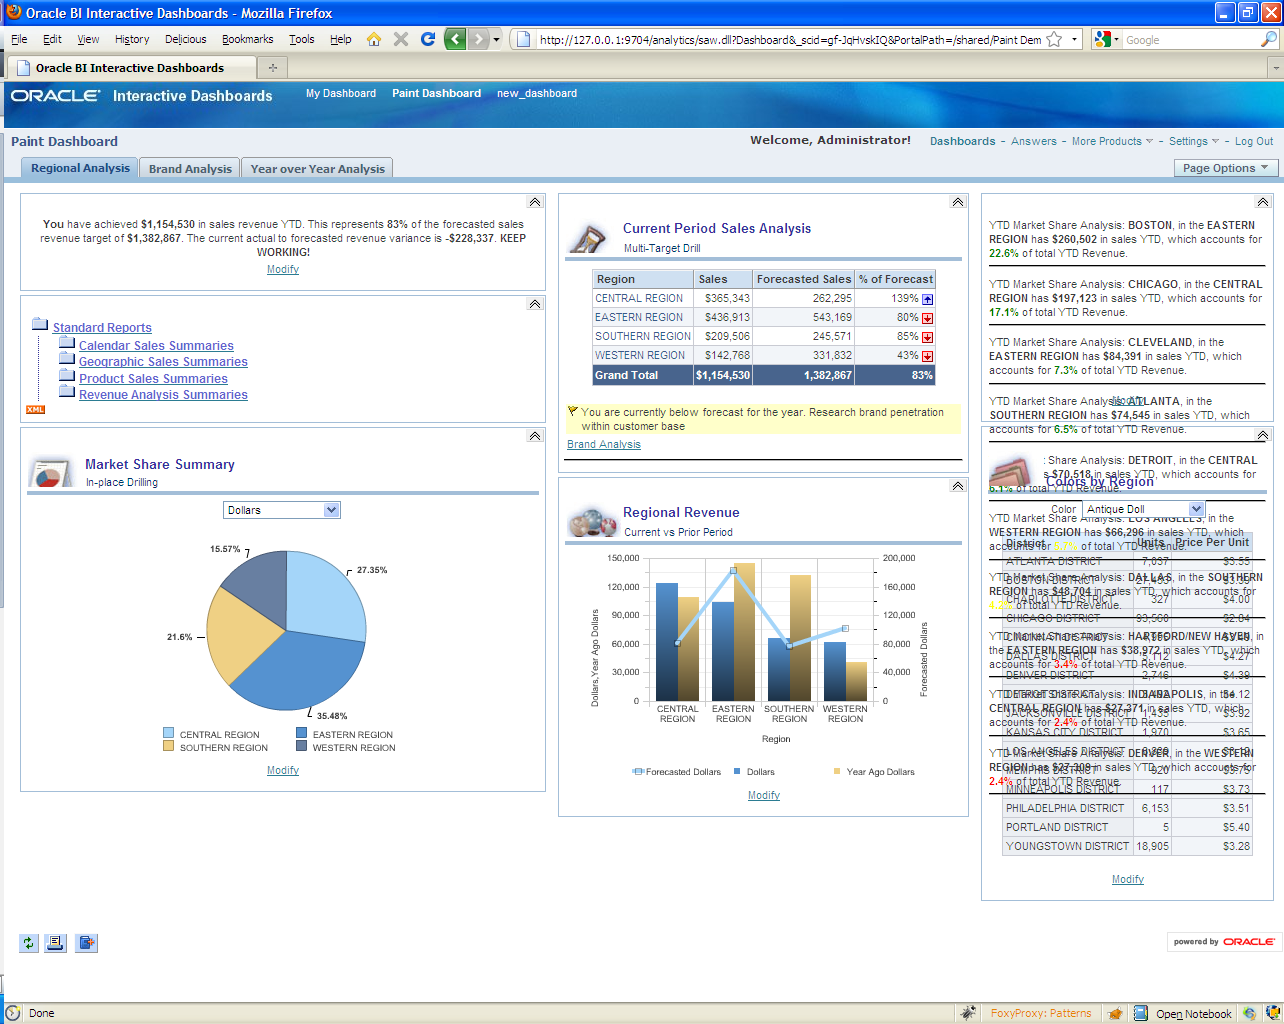 Oracle BI Interactive Dashboards - Mozilla Firefox
File Edit View History Delicious Bookmarks Tools Help
http://127.0.0.1:9704/analytics/saw.dll?Dashboard&_scid=gf-JqHvskIQ&PortalPath=/shared/Paint Dem
Google
Oracle BI Interactive Dashboards
ORACLE Interactive Dashboards
My Dashboard Paint Dashboard new_dashboard
Paint Dashboard
Welcome, Administrator!
Dashboards - Answers - More Products - Settings - Log Out
Regional Analysis
Brand Analysis
Year over Year Analysis
Page Options
You have achieved $1,154,530 in sales revenue YTD. This represents 83% of the forecasted sales
revenue target of $1,382,867. The current actual to forecasted revenue variance is -$228,337. KEEP
WORKING!
Modify
Standard Reports
Calendar Sales Summaries
Geographic Sales Summaries
Product Sales Summaries
Revenue Analysis Summaries
XML
Market Share Summary
In-place Drilling
Dollars
15.57%
27.35%
21.6%
35.48%
CENTRAL REGION
EASTERN REGION
SOUTHERN REGION
WESTERN REGION
Modify
Current Period Sales Analysis
Multi-Target Drill
Region Sales Forecasted Sales % of Forecast
CENTRAL REGION $365,343 262,295 139%
EASTERN REGION $436,913 543,169 80%
SOUTHERN REGION $209,506 245,571 85%
WESTERN REGION $142,768 331,832 43%
Grand Total $1,154,530 1,382,867 83%
You are currently below forecast for the year. Research brand penetration
within customer base
Brand Analysis
Regional Revenue
Current vs Prior Period
150,000
120,000
90,000
60,000
30,000
0
Dollars,Year Ago Dollars
200,000
160,000
120,000
80,000
40,000
0
Forecasted Dollars
CENTRAL REGION
EASTERN REGION
SOUTHERN REGION
WESTERN REGION
Region
Forecasted Dollars
Dollars
Year Ago Dollars
Modify
YTD Market Share Analysis: BOSTON, in the EASTERN
REGION has $260,502 in sales YTD, which accounts for
22.6% of total YTD Revenue.
YTD Market Share Analysis: CHICAGO, in the CENTRAL
REGION has $197,123 in sales YTD, which accounts for
17.1% of total YTD Revenue.
YTD Market Share Analysis: CLEVELAND, in the
EASTERN REGION has $84,391 in sales YTD, which
accounts for 7.3% of total YTD Revenue.
YTD Market Share Analysis: ATLANTA, in the
SOUTHERN REGION has $74,545 in sales YTD, which
accounts for 6.5% of total YTD Revenue.
Modify
: Share Analysis: DETROIT, in the CENTRAL
$70,518 in sales YTD, which accounts for
6.1% of total YTD Revenue.
Colors by Region
Color Antique Doll
LOS ANGELES, in the
WESTERN REGION has $66,296 in sales YTD, which
accounts for of total YTD Revenue.
YTD Market Share Analysis: DALLAS, in the SOUTHERN
REGION has $48,704 in sales YTD, which accounts for
of total YTD Revenue.
YTD Market Share Analysis: HARTFORD/NEW HAVEN, in
the EASTERN REGION has $38,972 in sales YTD, which
accounts for 3.4% of total YTD Revenue.
YTD Market Share Analysis: INDIANAPOLIS, in the
CENTRAL REGION has $27,371 in sales YTD, which
accounts for 2.4% of total YTD Revenue.
YTD Market Share Analysis: DENVER, in the WESTERN
REGION has $27,309 in sales YTD, which accounts for
2.4% of total YTD Revenue.
District Units Price Per Unit
ATLANTA DISTRICT 7,037 $3.55
BOSTON DISTRICT
CHARLOTTE DISTRICT 327 $4.00
CHICAGO DISTRICT 93,560 $2.84
CINCINNATI DISTRICT
DALLAS DISTRICT 5,112 $4.27
DENVER DISTRICT 2,746 $4.39
DETROIT DISTRICT $4.12
JACKSONVILLE DISTRICT 1,435 $3.92
KANSAS CITY DISTRICT 1,970 $3.65
LOS ANGELES DISTRICT
MEMPHIS DISTRICT 920 $3.75
MINNEAPOLIS DISTRICT 117 $3.73
PHILADELPHIA DISTRICT 6,153 $3.51
PORTLAND DISTRICT 5 $5.40
YOUNGSTOWN DISTRICT 18,905 $3.28
Modify
powered by ORACLE
Done
FoxyProxy: Patterns
Open Notebook